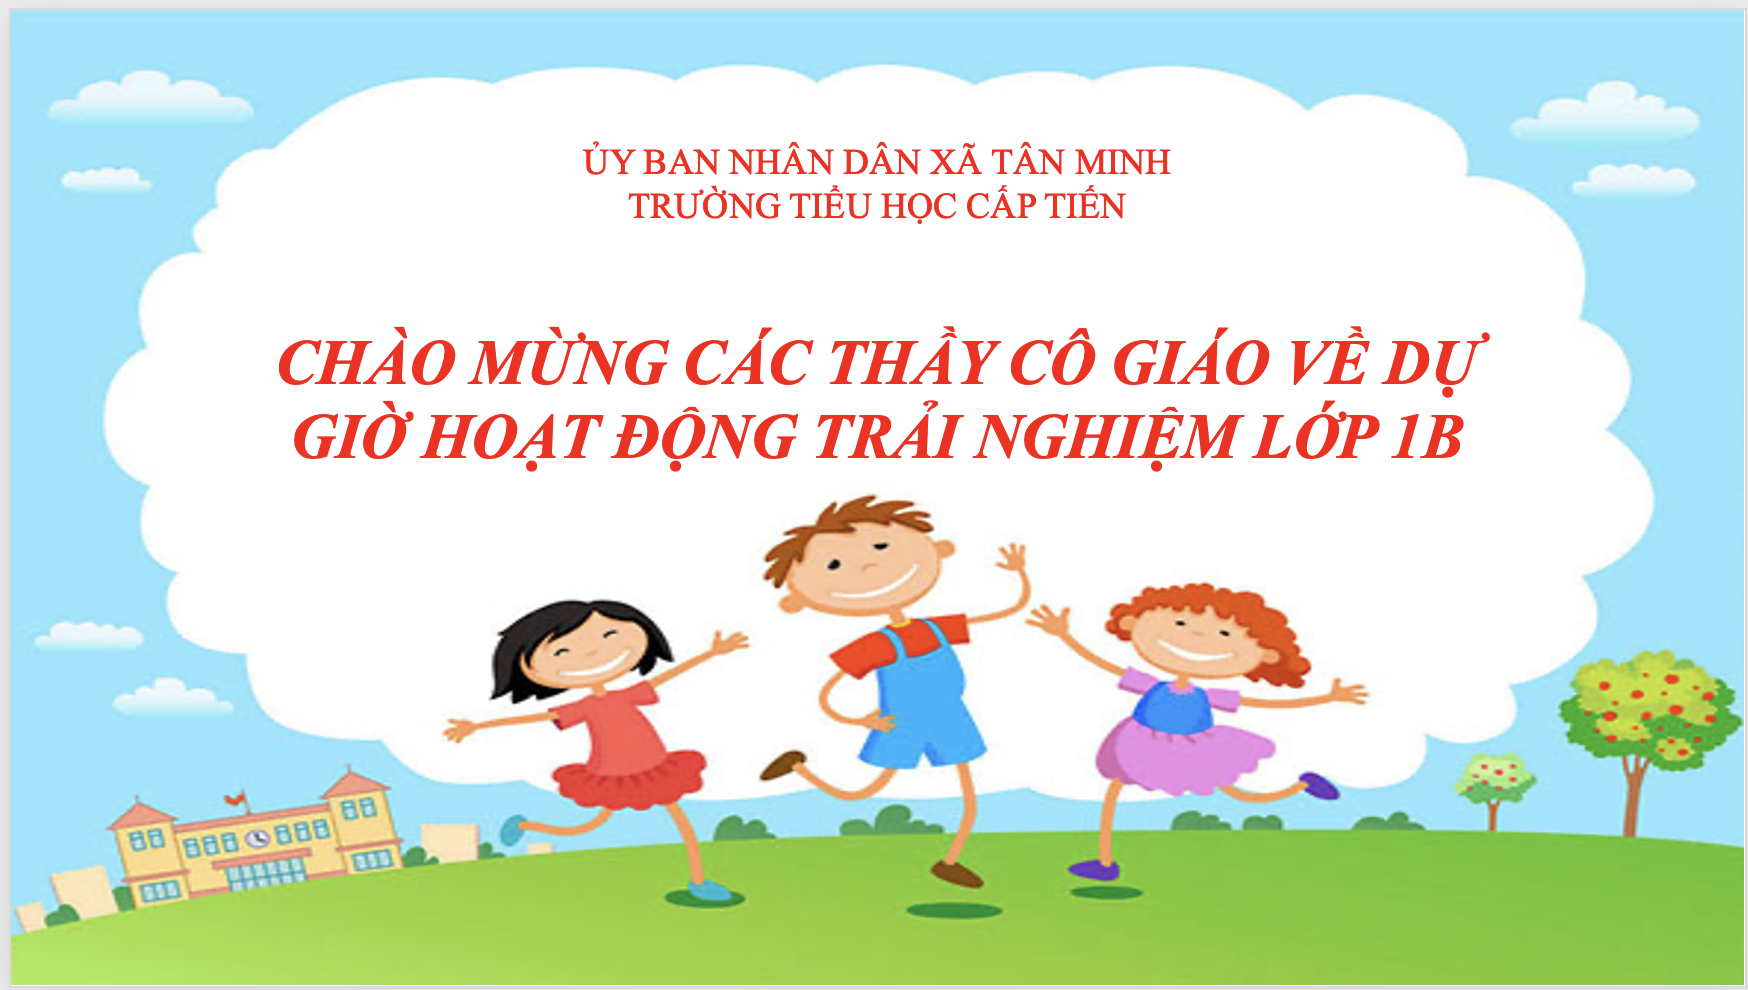 ỦY BAN NHÂN DÂN XÃ TÂN MINH
TRƯỜNG TIỂU HỌC CẤP TIẾN
CHÀO MỪNG CÁC THẦY CÔ GIÁO VỀ DỰ
GIỜ HOẠT ĐỘNG TRẢI NGHIỆM LỚP 1B